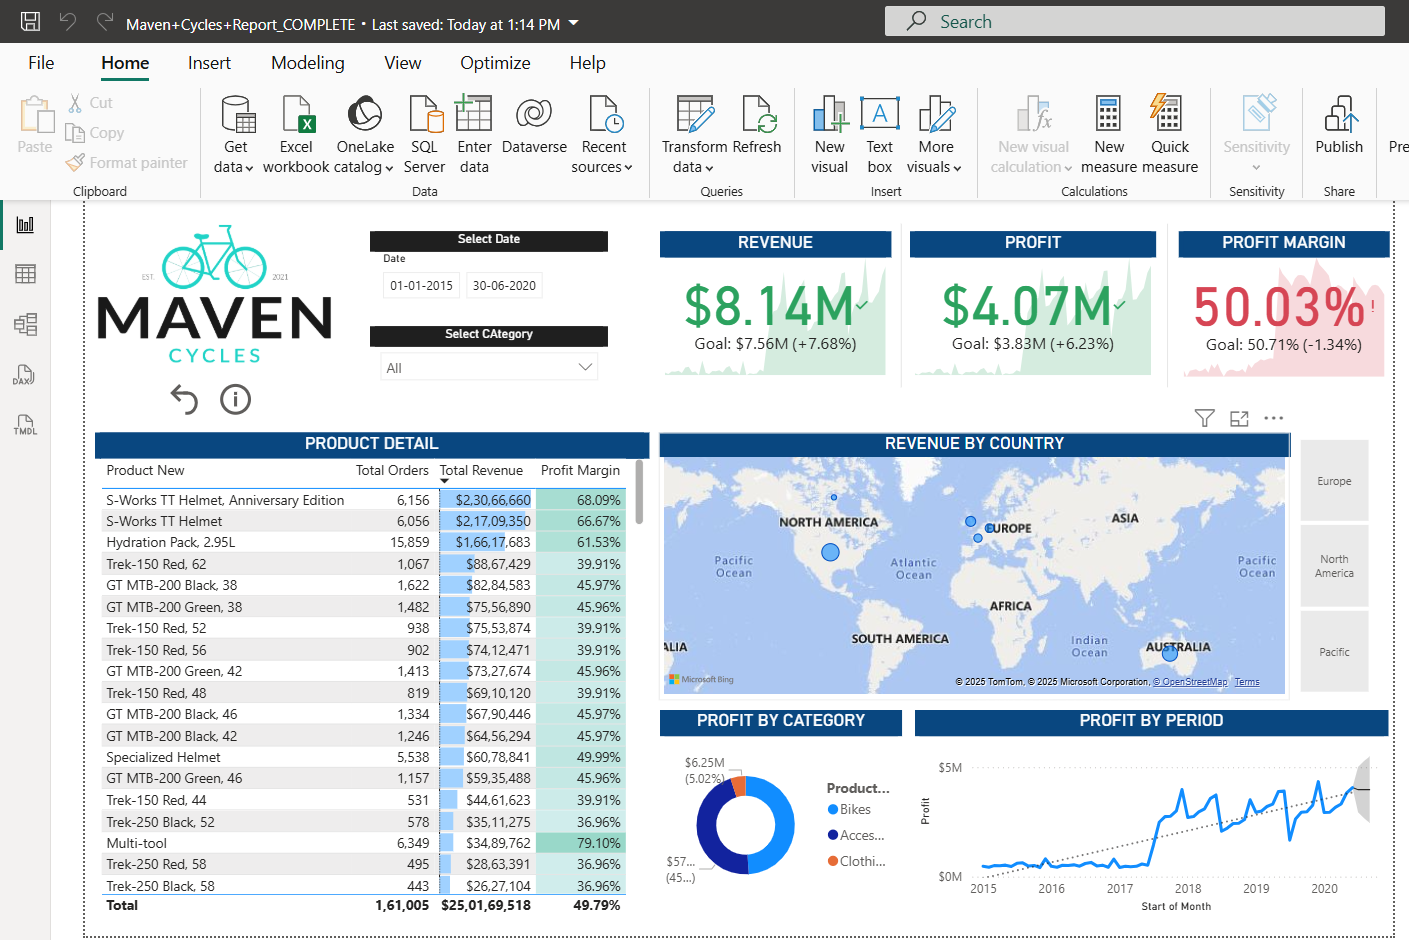 Maven+Cycles+Report_COMPLETE • Last saved: Today at 1:14 PM
Search
File Home Insert Modeling View Optimize Help
Paste
Cut
Copy
Format painter
Clipboard
Get data
Excel workbook
OneLake catalog
SQL Server
Enter data
Dataverse
Recent sources
Data
Transform data
Refresh
Queries
New visual
Text box
More visuals
Insert
New visual calculation
New measure
Quick measure
Calculations
Sensitivity
Sensitivity
Publish
Share
Pre
DAX
TMDL
EST. 2021
MAVEN
CYCLES
Select Date
Date
01-01-2015 30-06-2020
Select CAtegory
All
REVENUE
$8.14M
Goal: $7.56M (+7.68%)
PROFIT
$4.07M
Goal: $3.83M (+6.23%)
PROFIT MARGIN
50.03% !
Goal: 50.71% (-1.34%)
PRODUCT DETAIL
Product New Total Orders Total Revenue Profit Margin
S-Works TT Helmet, Anniversary Edition 6,156 $2,30,66,660 68.09%
S-Works TT Helmet 6,056 $2,17,09,350 66.67%
Hydration Pack, 2.95L 15,859 $1,66,17,683 61.53%
Trek-150 Red, 62 1,067 $88,67,429 39.91%
GT MTB-200 Black, 38 1,622 $82,84,583 45.97%
GT MTB-200 Green, 38 1,482 $75,56,890 45.96%
Trek-150 Red, 52 938 $75,53,874 39.91%
Trek-150 Red, 56 902 $74,12,471 39.91%
GT MTB-200 Green, 42 1,413 $73,27,674 45.96%
Trek-150 Red, 48 819 $69,10,120 39.91%
GT MTB-200 Black, 46 1,334 $67,90,446 45.97%
GT MTB-200 Black, 42 1,246 $64,56,294 45.97%
Specialized Helmet 5,538 $60,78,841 49.99%
GT MTB-200 Green, 46 1,157 $59,35,488 45.96%
Trek-150 Red, 44 531 $44,61,623 39.91%
Trek-250 Black, 52 578 $35,11,275 36.96%
Multi-tool 6,349 $34,89,762 79.10%
Trek-250 Red, 58 495 $28,63,391 36.96%
Trek-250 Black, 58 443 $26,27,104 36.96%
Total 1,61,005 $25,01,69,518 49.79%
REVENUE BY COUNTRY
NORTH AMERICA
EUROPE
ASIA
Pacific Ocean
Atlantic Ocean
Pacific Ocean
AFRICA
SOUTH AMERICA
Indian Ocean
ALIA
AUSTRALIA
Microsoft Bing
© 2025 TomTom, © 2025 Microsoft Corporation, © OpenStreetMap Terms
Europe
North America
Pacific
PROFIT BY CATEGORY
$6.25M
(5.02%)
$57...
(45...)
Product...
Bikes
Acces...
Clothi...
PROFIT BY PERIOD
Profit
$5M
$0M
2015 2016 2017 2018 2019 2020
Start of Month